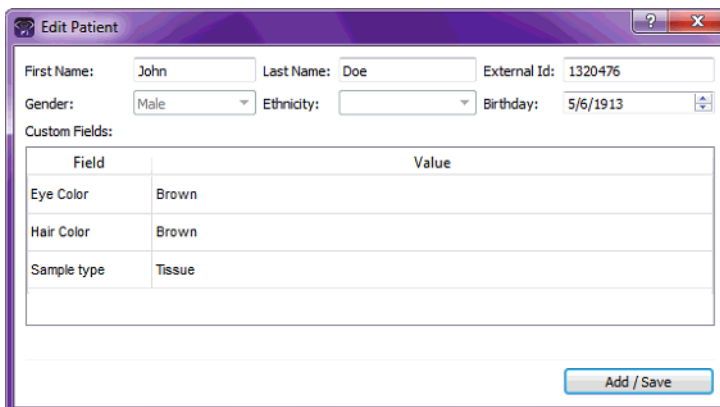 Edit Patient
? X
First Name: John Last Name: Doe External Id: 1320476
Gender: Male Ethnicity: Birthday: 5/6/1913
Custom Fields:
Field Value
Eye Color Brown
Hair Color Brown
Sample type Tissue
Add / Save